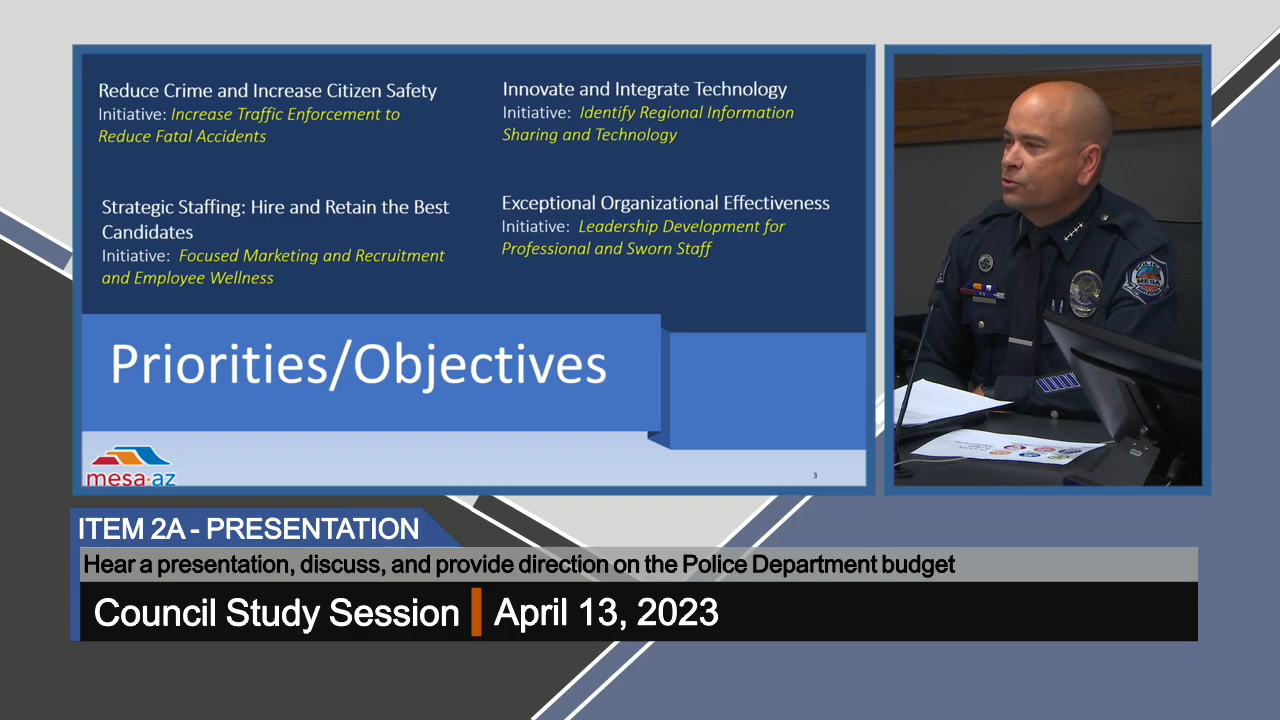 Reduce Crime and Increase Citizen Safety
Initiative: Increase Traffic Enforcement to
Reduce Fatal Accidents
Innovate and Integrate Technology
Initiative: Identify Regional Information
Sharing and Technology
Strategic Staffing: Hire and Retain the Best
Candidates
Initiative: Focused Marketing and Recruitment
and Employee Wellness
Exceptional Organizational Effectiveness
Initiative: Leadership Development for
Professional and Sworn Staff
Priorities/Objectives
mesa·az
3
POLICE
MESA
ITEM 2A - PRESENTATION
Hear a presentation, discuss, and provide direction on the Police Department budget
Council Study Session
April 13, 2023